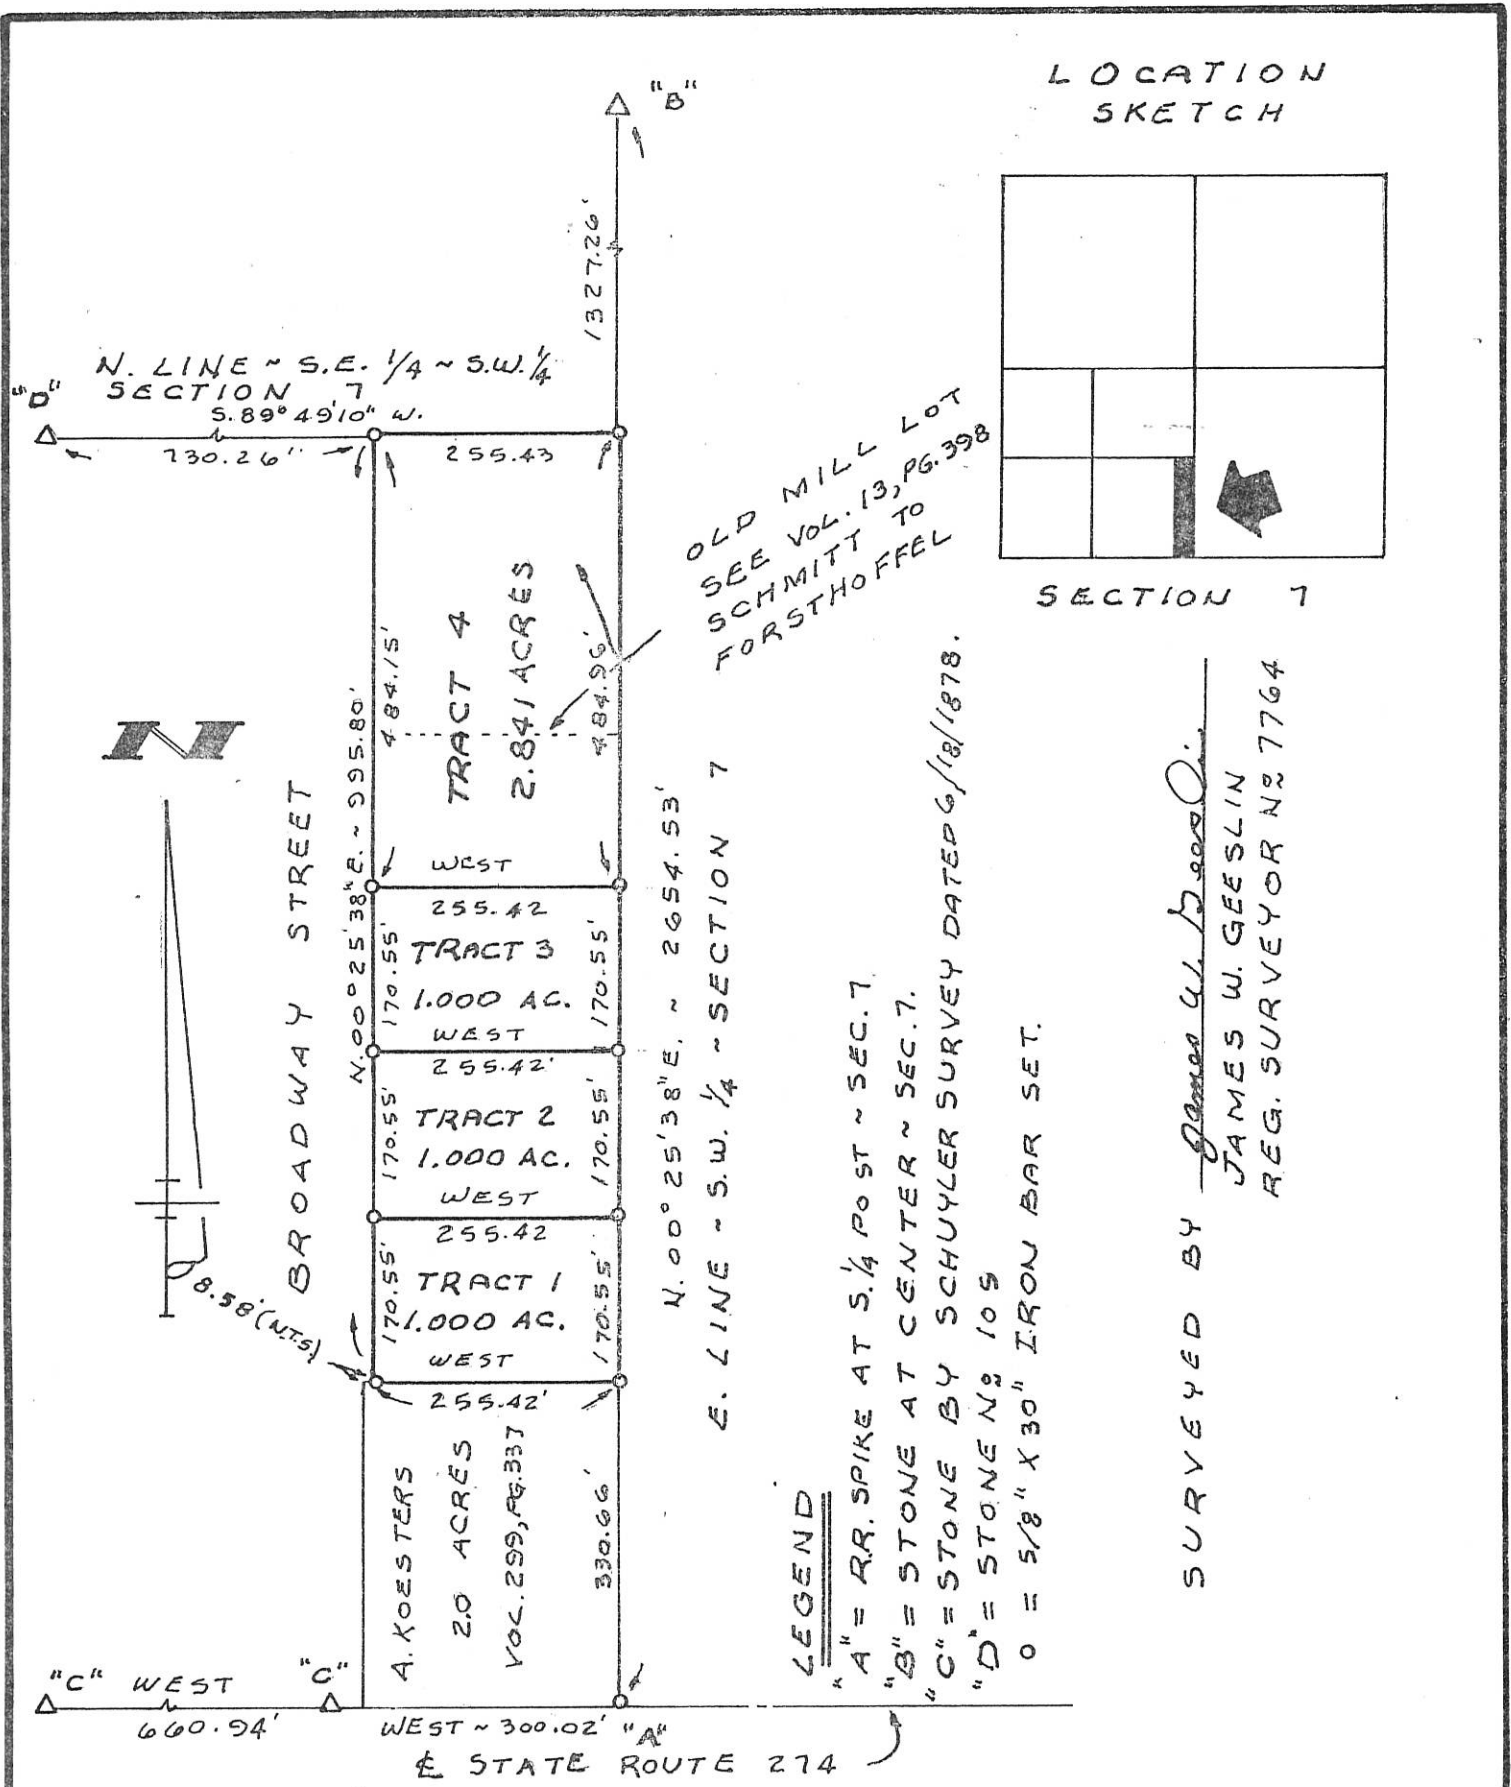 LOCATION
SKETCH
SECTION 7
"B"
1327.26'
N. LINE ~ S.E. 1/4 ~ S.W. 1/4
SECTION 7
"D"
S.89°49'10" W.
730.26'
255.43
OLD MILL LOT
SEE VOL. 13, PG. 398
SCHMITT TO
FORSTHOFFEL
484.15'
TRACT 4
2.841 ACRES
484.96'
N
BROADWAY STREET
N.00°25'38"E. ~ 995.80'
WEST
255.42
170.55'
TRACT 3
1.000 AC.
170.55'
WEST
255.42'
170.55'
TRACT 2
1.000 AC.
170.55'
WEST
255.42
170.55'
TRACT 1
1.000 AC.
170.55'
WEST
255.42'
8.58' (N.T.S.)
N.00°25'38"E. ~ 2654.53'
E. LINE ~ S.W. 1/4 ~ SECTION 7
A. KOESTERS
2.0 ACRES
VOL. 299, PG. 337
330.66'
"C" WEST "C"
660.94'
WEST ~ 300.02' "A"
℄ STATE ROUTE 274
LEGEND
"A" = R.R. SPIKE AT S. 1/4 POST ~ SEC. 7.
"B" = STONE AT CENTER ~ SEC. 7.
"C" = STONE BY SCHUYLER SURVEY DATED 6/18/1878.
"D" = STONE No 105
O = 5/8" X 30" IRON BAR SET.
SURVEYED BY James W. Geeslin
JAMES W. GEESLIN
REG. SURVEYOR No 7764